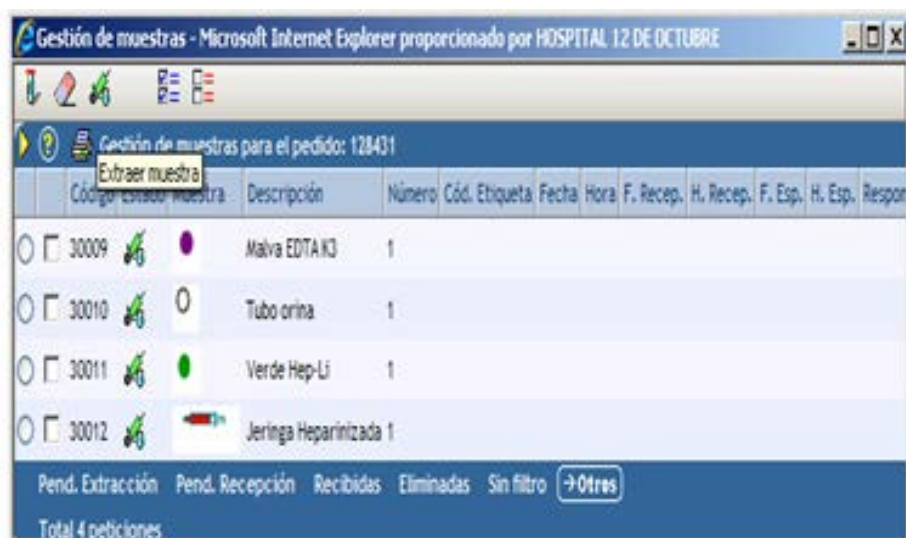 Gestión de muestras - Microsoft Internet Explorer proporcionado por HOSPITAL 12 DE OCTUBRE
Gestión de muestras para el pedido: 128431
Extraer muestra
Código Estado Muestra Descripción Número Cód. Etiqueta Fecha Hora F. Recep. H. Recep. F. Esp. H. Esp. Respon
30009 Malva EDTA K3 1
30010 Tubo orina 1
30011 Verde Hep-Li 1
30012 Jeringa Heparinizada 1
Pend. Extracción Pend. Recepción Recibidas Eliminadas Sin filtro →Otros
Total 4 peticiones